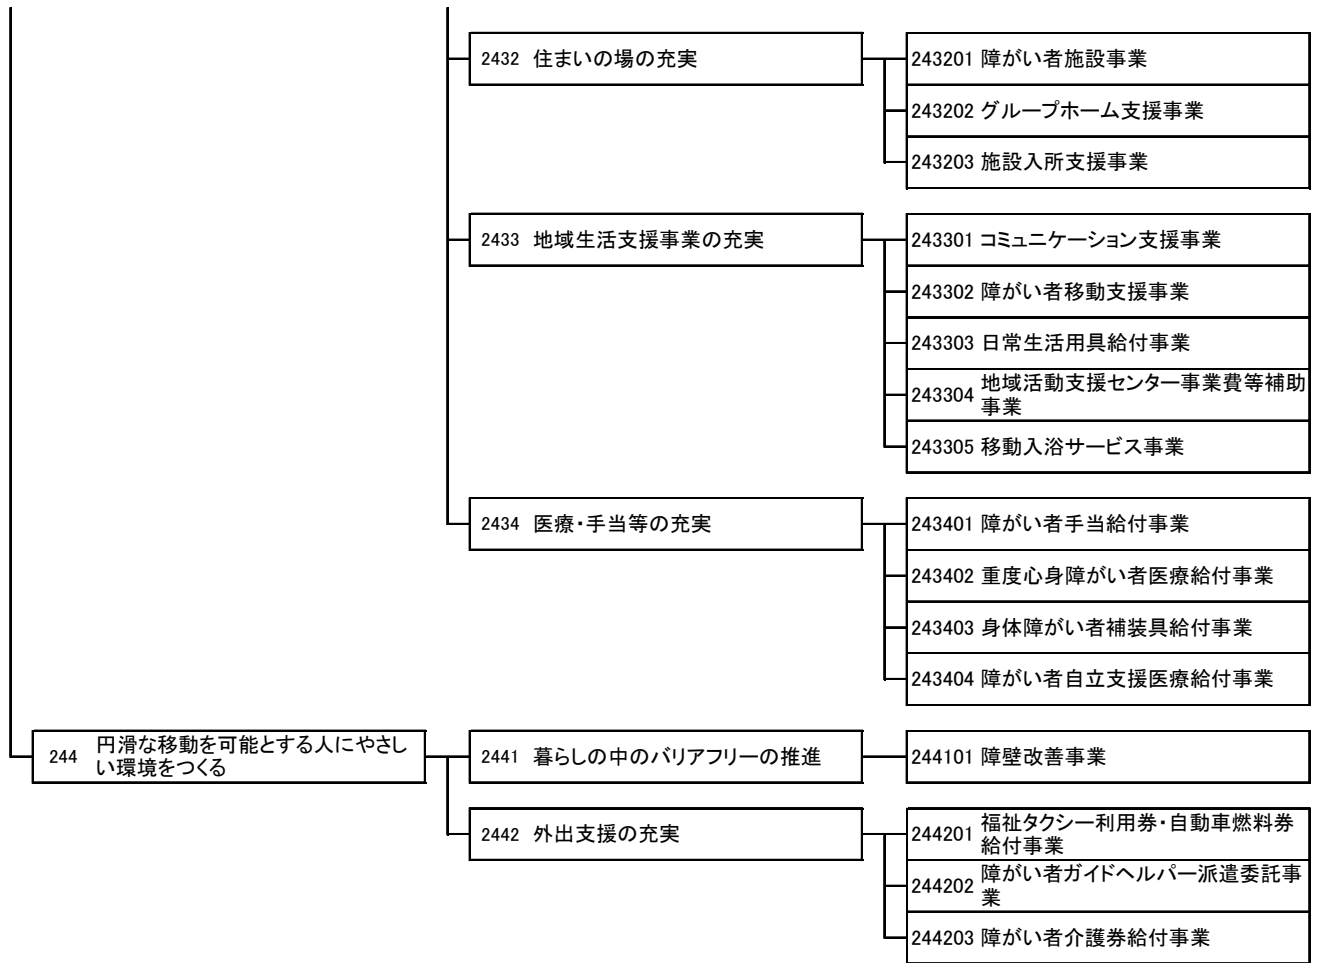 2432 住まいの場の充実
243201 障がい者施設事業
243202 グループホーム支援事業
243203 施設入所支援事業
2433 地域生活支援事業の充実
243301 コミュニケーション支援事業
243302 障がい者移動支援事業
243303 日常生活用具給付事業
243304 地域活動支援センター事業費等補助
事業
243305 移動入浴サービス事業
2434 医療・手当等の充実
243401 障がい者手当給付事業
243402 重度心身障がい者医療給付事業
243403 身体障がい者補装具給付事業
243404 障がい者自立支援医療給付事業
244 円滑な移動を可能とする人にやさし
い環境をつくる
2441 暮らしの中のバリアフリーの推進
244101 障壁改善事業
2442 外出支援の充実
244201 福祉タクシー利用券・自動車燃料券
給付事業
244202 障がい者ガイドヘルパー派遣委託事
業
244203 障がい者介護券給付事業